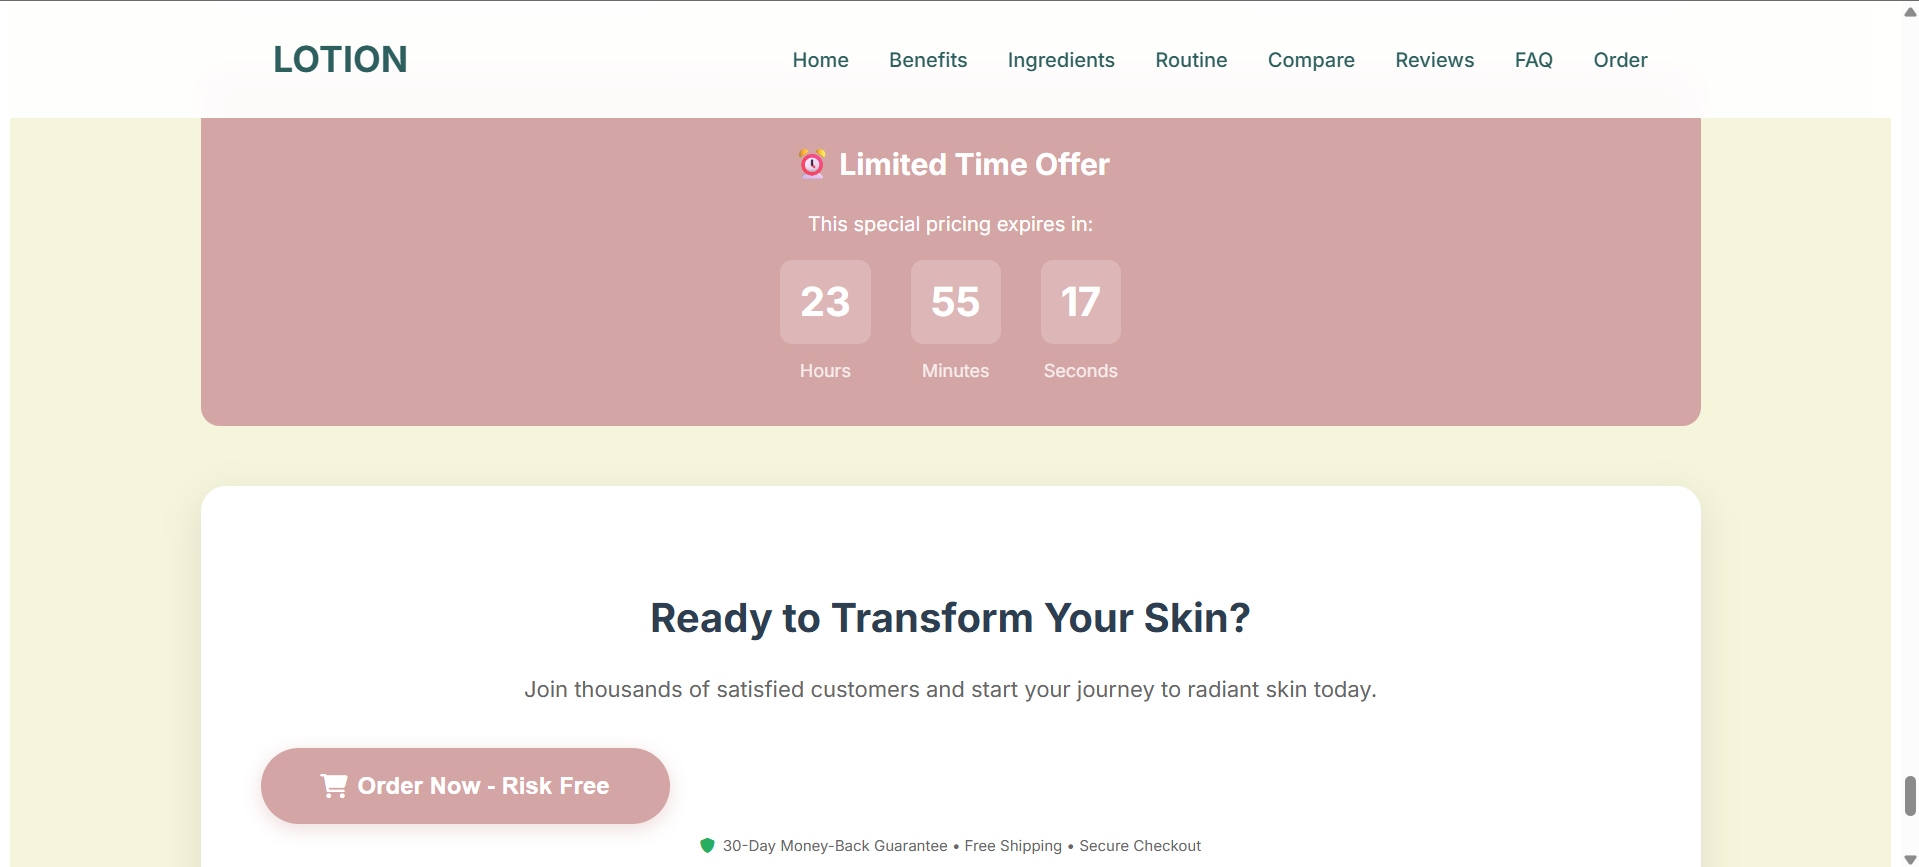 LOTION
Home Benefits Ingredients Routine Compare Reviews FAQ Order
⏰ Limited Time Offer
This special pricing expires in:
23 55 17
Hours Minutes Seconds
Ready to Transform Your Skin?
Join thousands of satisfied customers and start your journey to radiant skin today.
Order Now - Risk Free
30-Day Money-Back Guarantee • Free Shipping • Secure Checkout